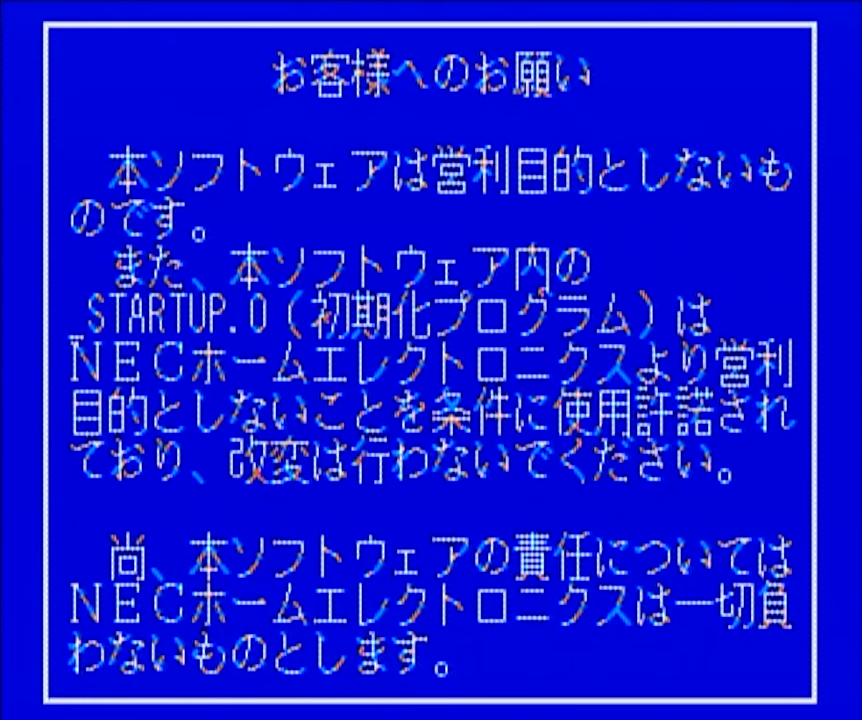 お客様へのお願い
本ソフトウェアは営利目的としないも
のです。
また、本ソフトウェア内の
_STARTUP.0(初期化プログラム)は
NECホームエレクトロニクスより営利
目的としないことを条件に使用許諾され
ており、改変は行わないでください。
尚、本ソフトウェアの責任については
NECホームエレクトロニクスは一切負
わないものとします。